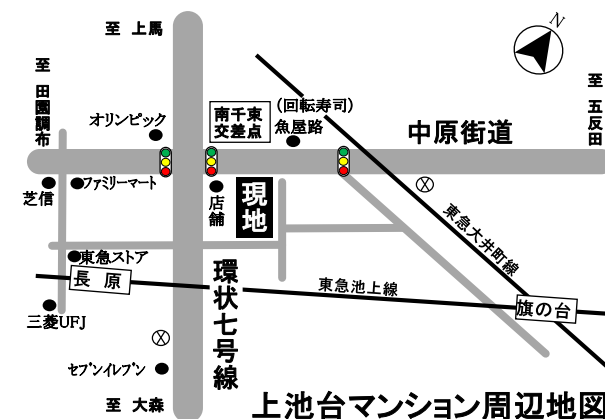 至 上馬
N
至 田園調布
至 五反田
オリンピック
南千束
交差点
(回転寿司)
魚屋路
中原街道
芝信
ファミリーマート
店舗
現地
東急大井町線
東急ストア
長原
環状七号線
東急池上線
旗の台
三菱UFJ
セブンイレブン
至 大森
上池台マンション周辺地図